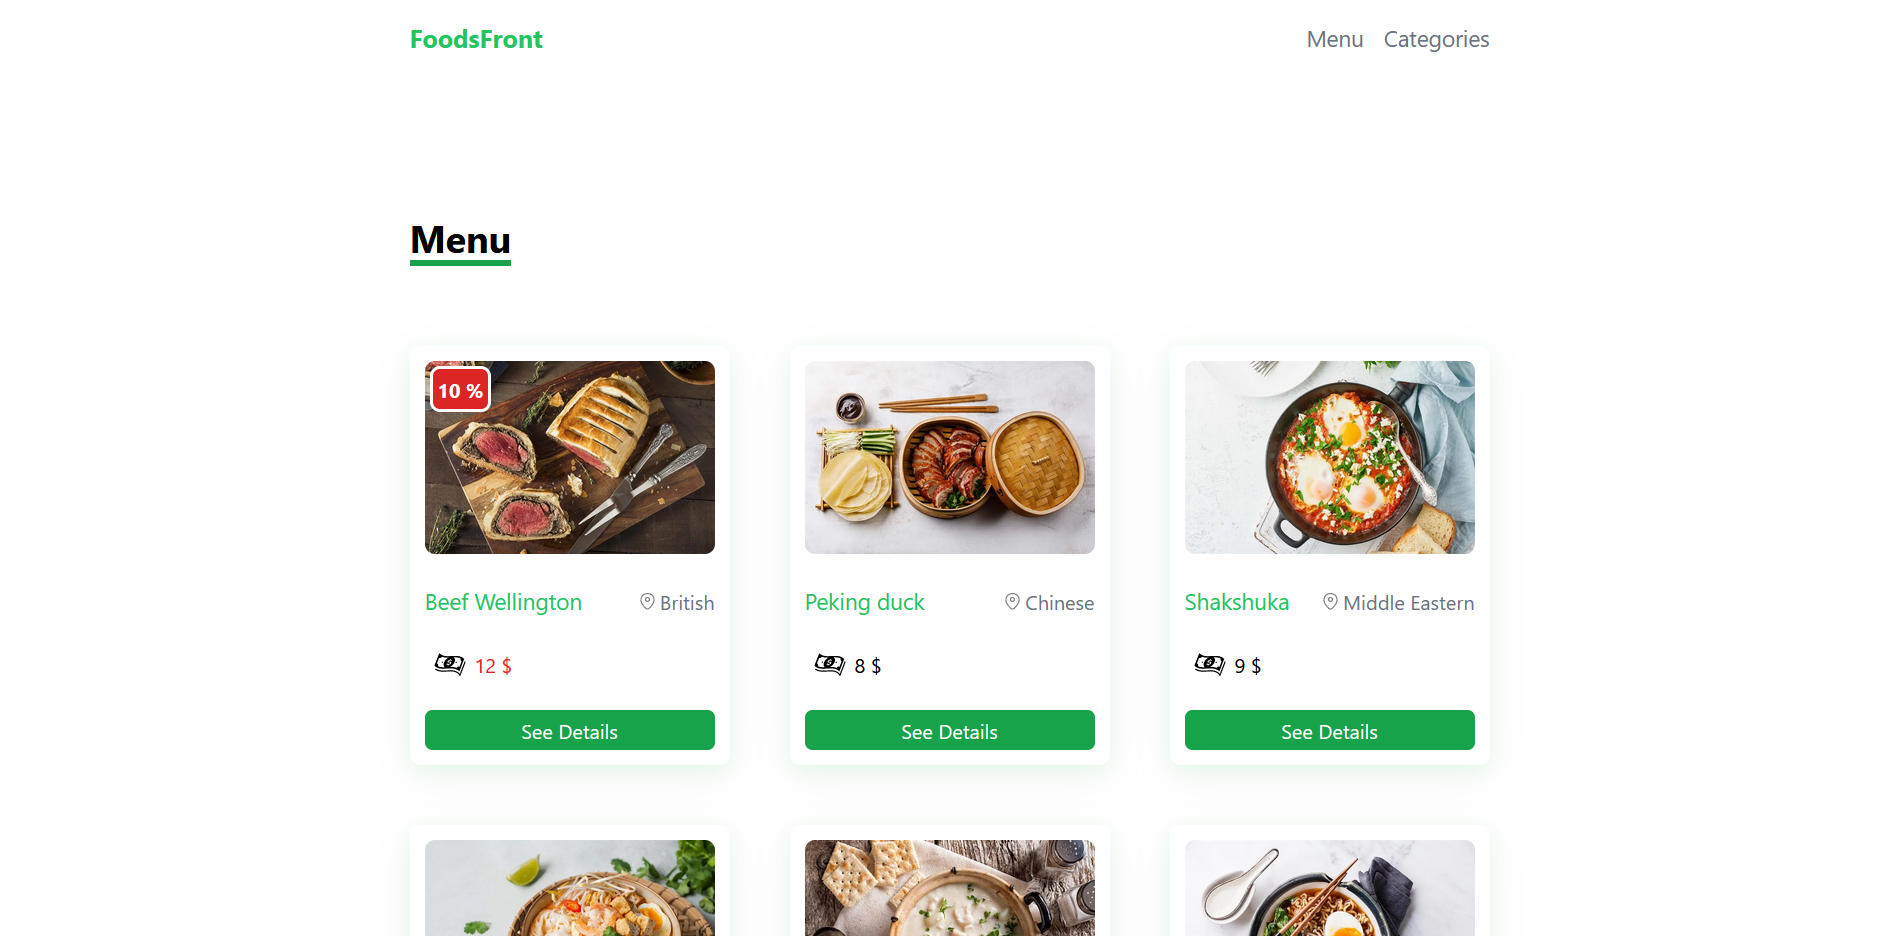 FoodsFront
Menu Categories
Menu
10 %
Beef Wellington British
12 $
See Details
Peking duck Chinese
8 $
See Details
Shakshuka Middle Eastern
9 $
See Details